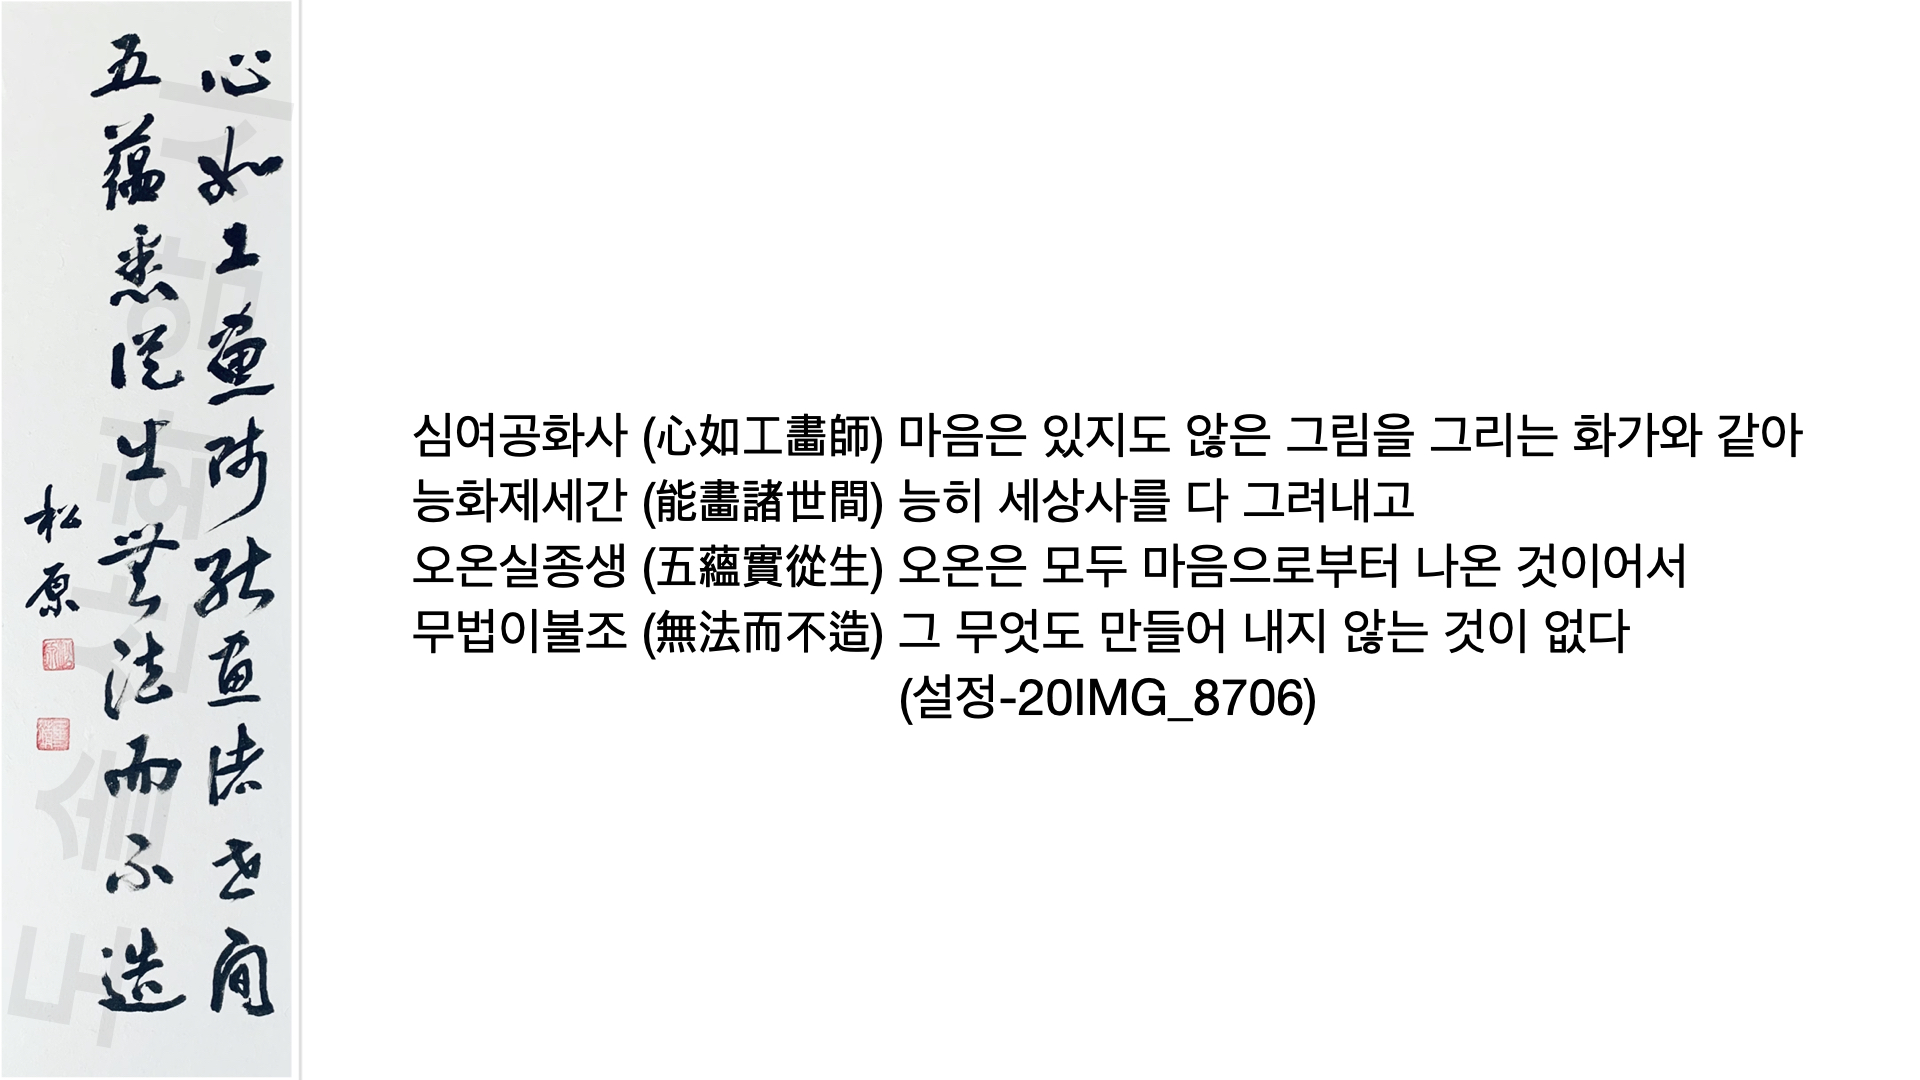 心如工畫師能畫諸世間
五蘊悉從生無法而不造
松原
심여공화사 (心如工畵師) 마음은 있지도 않은 그림을 그리는 화가와 같아
능화제세간 (能畵諸世間) 능히 세상사를 다 그려내고
오온실종생 (五蘊實從生) 오온은 모두 마음으로부터 나온 것이어서
무법이불조 (無法而不造) 그 무엇도 만들어 내지 않는 것이 없다
(설정-20IMG_8706)